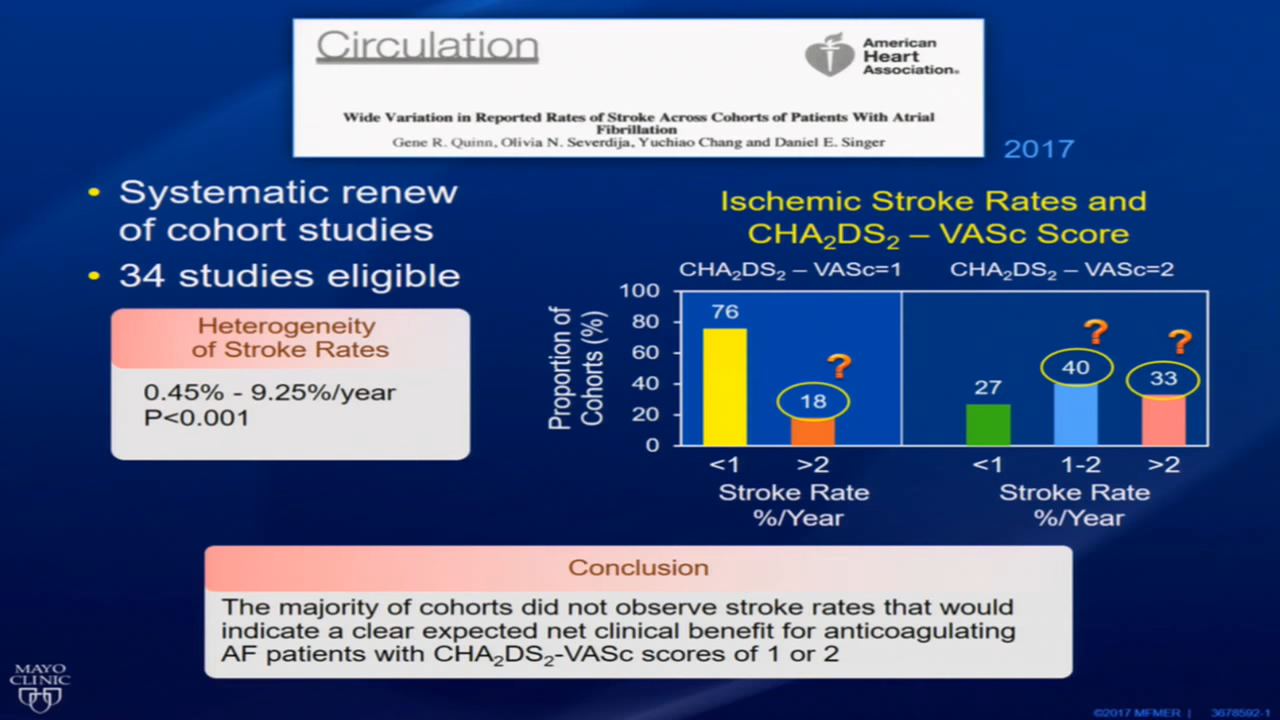 Circulation
American
Heart
Association®
Wide Variation in Reported Rates of Stroke Across Cohorts of Patients With Atrial
Fibrillation
Gene R. Quinn, Olivia N. Severdija, Yuchiao Chang and Daniel E. Singer
2017
• Systematic renew
of cohort studies
• 34 studies eligible
Heterogeneity
of Stroke Rates
0.45% - 9.25%/year
P<0.001
Ischemic Stroke Rates and
CHA₂DS₂ – VASc Score
CHA₂DS₂ – VASc=1 CHA₂DS₂ – VASc=2
Proportion of
Cohorts (%)
100
80
60
40
20
0
76
?
18
27
?
40
?
33
<1 >2 <1 1-2 >2
Stroke Rate Stroke Rate
%/Year %/Year
Conclusion
The majority of cohorts did not observe stroke rates that would
indicate a clear expected net clinical benefit for anticoagulating
AF patients with CHA₂DS₂-VASc scores of 1 or 2
MAYO
CLINIC
©2017 MFMER | 3678592-1